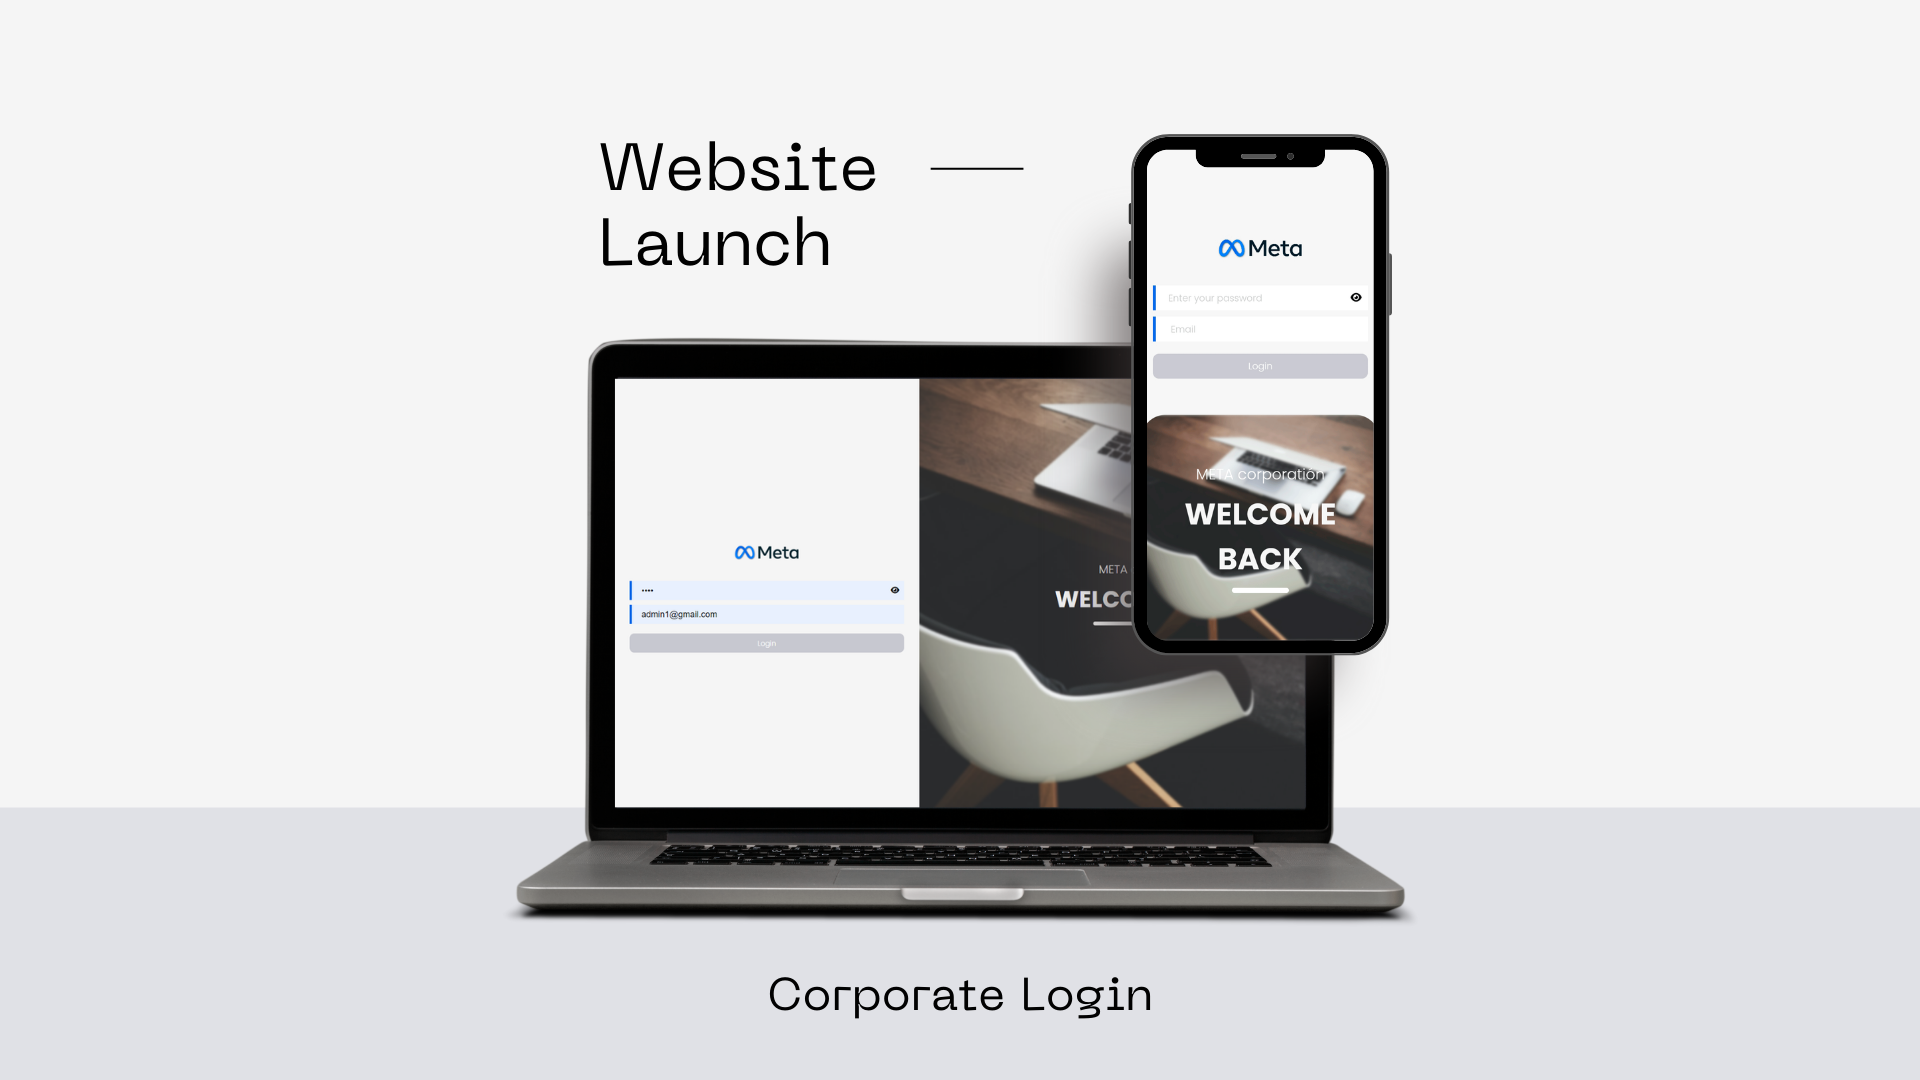 Website
Launch
Meta
Enter your password
Email
Login
META corporation
WELCOME
BACK
Meta
••••
admin1@gmail.com
Login
META
WELCO
Corporate Login